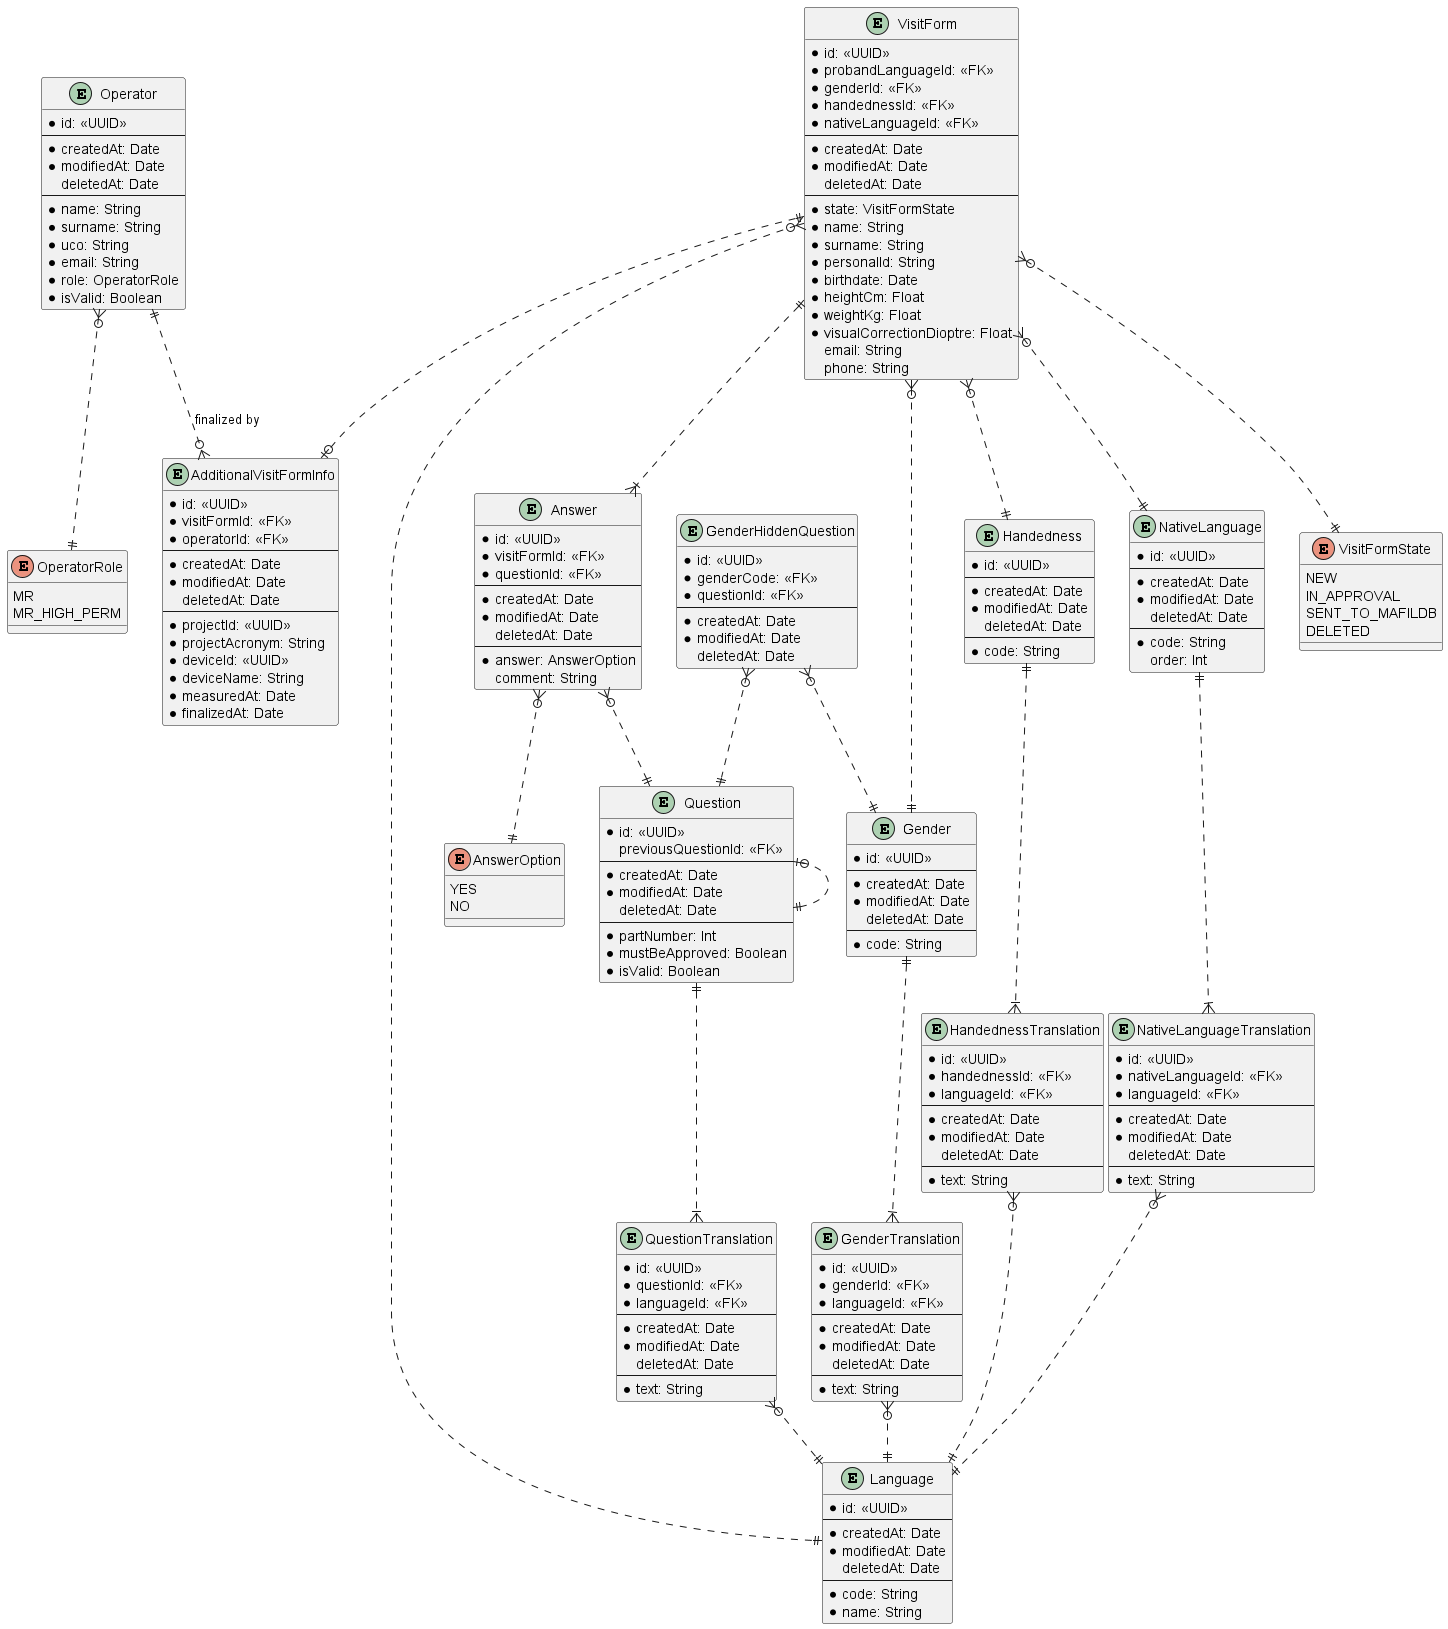 E VisitForm
id: «UUID»
probandLanguageId: «FK»
genderId: «FK»
handednessId: «FK»
nativeLanguageId: «FK»
createdAt: Date
modifiedAt: Date
deletedAt: Date
state: VisitFormState
name: String
surname: String
personalId: String
birthdate: Date
heightCm: Float
weightKg: Float
visualCorrectionDioptre: Float
email: String
phone: String
E Operator
id: «UUID»
createdAt: Date
modifiedAt: Date
deletedAt: Date
name: String
surname: String
uco: String
email: String
role: OperatorRole
isValid: Boolean
finalized by
E OperatorRole
MR
MR_HIGH_PERM
E AdditionalVisitFormInfo
id: «UUID»
visitFormId: «FK»
operatorId: «FK»
createdAt: Date
modifiedAt: Date
deletedAt: Date
projectId: «UUID»
projectAcronym: String
deviceId: «UUID»
deviceName: String
measuredAt: Date
finalizedAt: Date
E Answer
id: «UUID»
visitFormId: «FK»
questionId: «FK»
createdAt: Date
modifiedAt: Date
deletedAt: Date
answer: AnswerOption
comment: String
E GenderHiddenQuestion
id: «UUID»
genderCode: «FK»
questionId: «FK»
createdAt: Date
modifiedAt: Date
deletedAt: Date
E Handedness
id: «UUID»
createdAt: Date
modifiedAt: Date
deletedAt: Date
code: String
E NativeLanguage
id: «UUID»
createdAt: Date
modifiedAt: Date
deletedAt: Date
code: String
order: Int
E VisitFormState
NEW
IN_APPROVAL
SENT_TO_MAFILDB
DELETED
E AnswerOption
YES
NO
E Question
id: «UUID»
previousQuestionId: «FK»
createdAt: Date
modifiedAt: Date
deletedAt: Date
partNumber: Int
mustBeApproved: Boolean
isValid: Boolean
E Gender
id: «UUID»
createdAt: Date
modifiedAt: Date
deletedAt: Date
code: String
E HandednessTranslation
id: «UUID»
handednessId: «FK»
languageId: «FK»
createdAt: Date
modifiedAt: Date
deletedAt: Date
text: String
E NativeLanguageTranslation
id: «UUID»
nativeLanguageId: «FK»
languageId: «FK»
createdAt: Date
modifiedAt: Date
deletedAt: Date
text: String
E QuestionTranslation
id: «UUID»
questionId: «FK»
languageId: «FK»
createdAt: Date
modifiedAt: Date
deletedAt: Date
text: String
E GenderTranslation
id: «UUID»
genderId: «FK»
languageId: «FK»
createdAt: Date
modifiedAt: Date
deletedAt: Date
text: String
E Language
id: «UUID»
createdAt: Date
modifiedAt: Date
deletedAt: Date
code: String
name: String